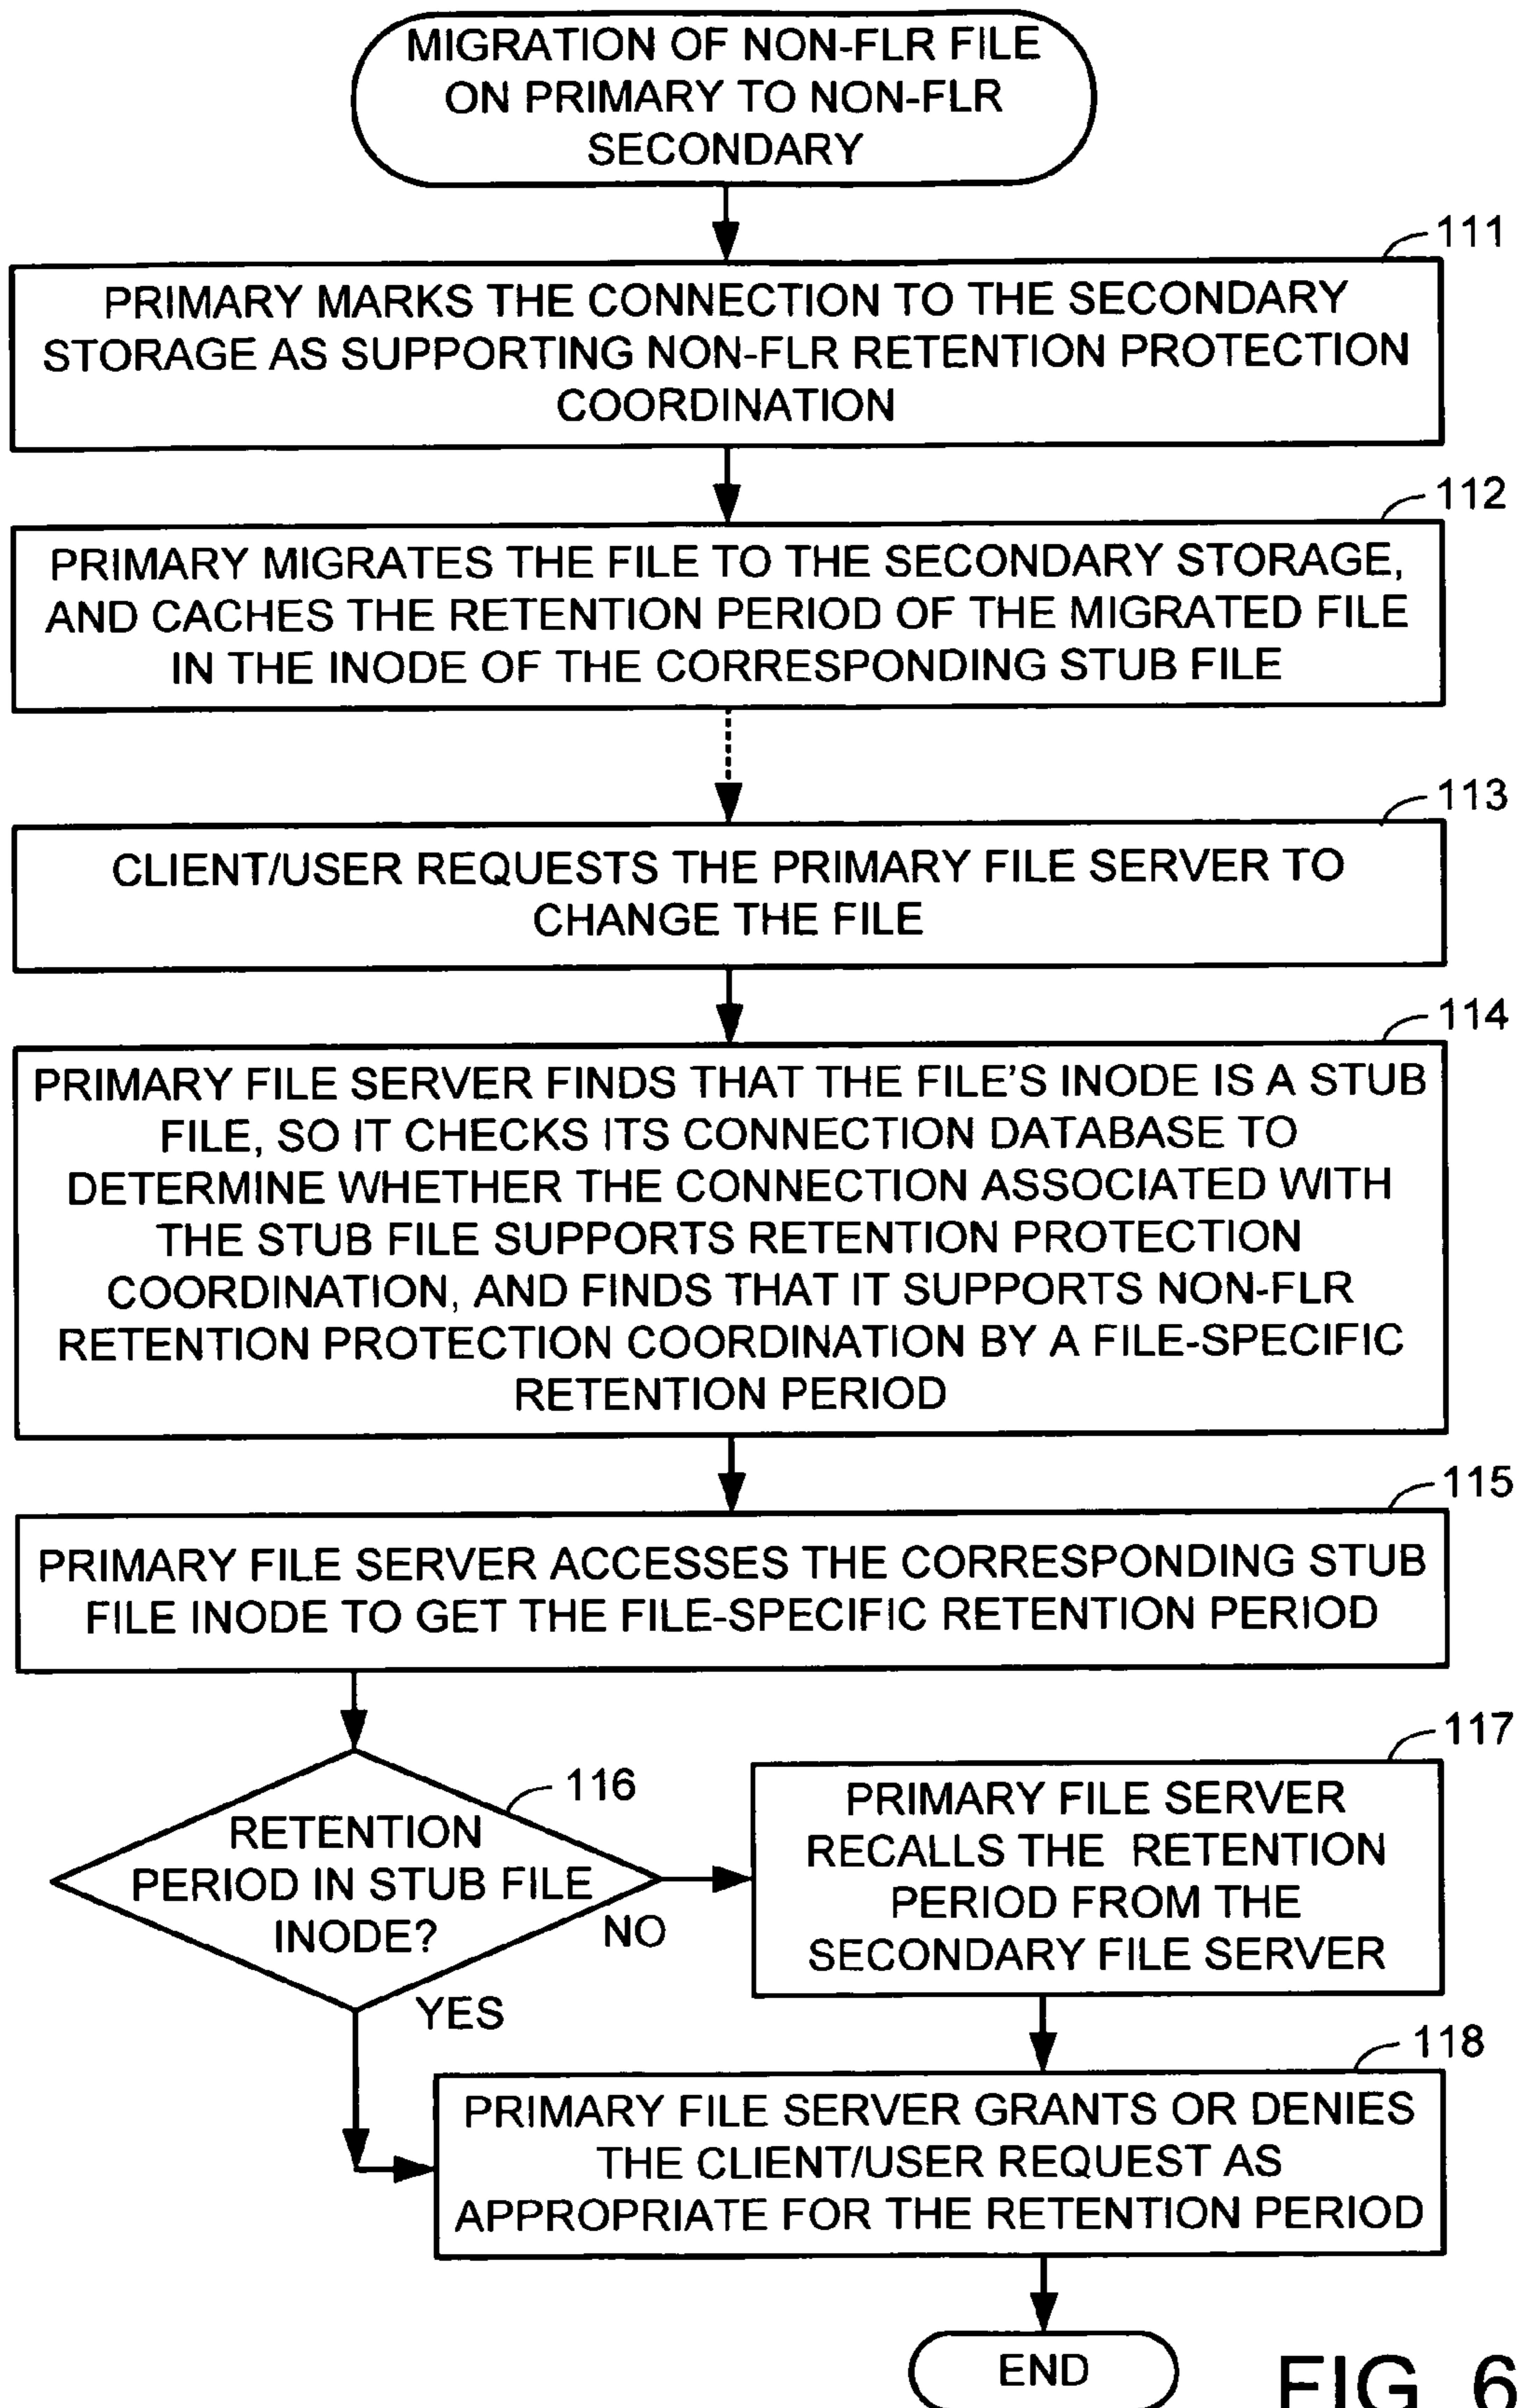 MIGRATION OF NON-FLR FILE
ON PRIMARY TO NON-FLR
SECONDARY
111
PRIMARY MARKS THE CONNECTION TO THE SECONDARY
STORAGE AS SUPPORTING NON-FLR RETENTION PROTECTION
COORDINATION
112
PRIMARY MIGRATES THE FILE TO THE SECONDARY STORAGE,
AND CACHES THE RETENTION PERIOD OF THE MIGRATED FILE
IN THE INODE OF THE CORRESPONDING STUB FILE
113
CLIENT/USER REQUESTS THE PRIMARY FILE SERVER TO
CHANGE THE FILE
114
PRIMARY FILE SERVER FINDS THAT THE FILE'S INODE IS A STUB
FILE, SO IT CHECKS ITS CONNECTION DATABASE TO
DETERMINE WHETHER THE CONNECTION ASSOCIATED WITH
THE STUB FILE SUPPORTS RETENTION PROTECTION
COORDINATION, AND FINDS THAT IT SUPPORTS NON-FLR
RETENTION PROTECTION COORDINATION BY A FILE-SPECIFIC
RETENTION PERIOD
115
PRIMARY FILE SERVER ACCESSES THE CORRESPONDING STUB
FILE INODE TO GET THE FILE-SPECIFIC RETENTION PERIOD
116
RETENTION
PERIOD IN STUB FILE
INODE?
NO
YES
117
PRIMARY FILE SERVER
RECALLS THE RETENTION
PERIOD FROM THE
SECONDARY FILE SERVER
118
PRIMARY FILE SERVER GRANTS OR DENIES
THE CLIENT/USER REQUEST AS
APPROPRIATE FOR THE RETENTION PERIOD
END
FIG. 6